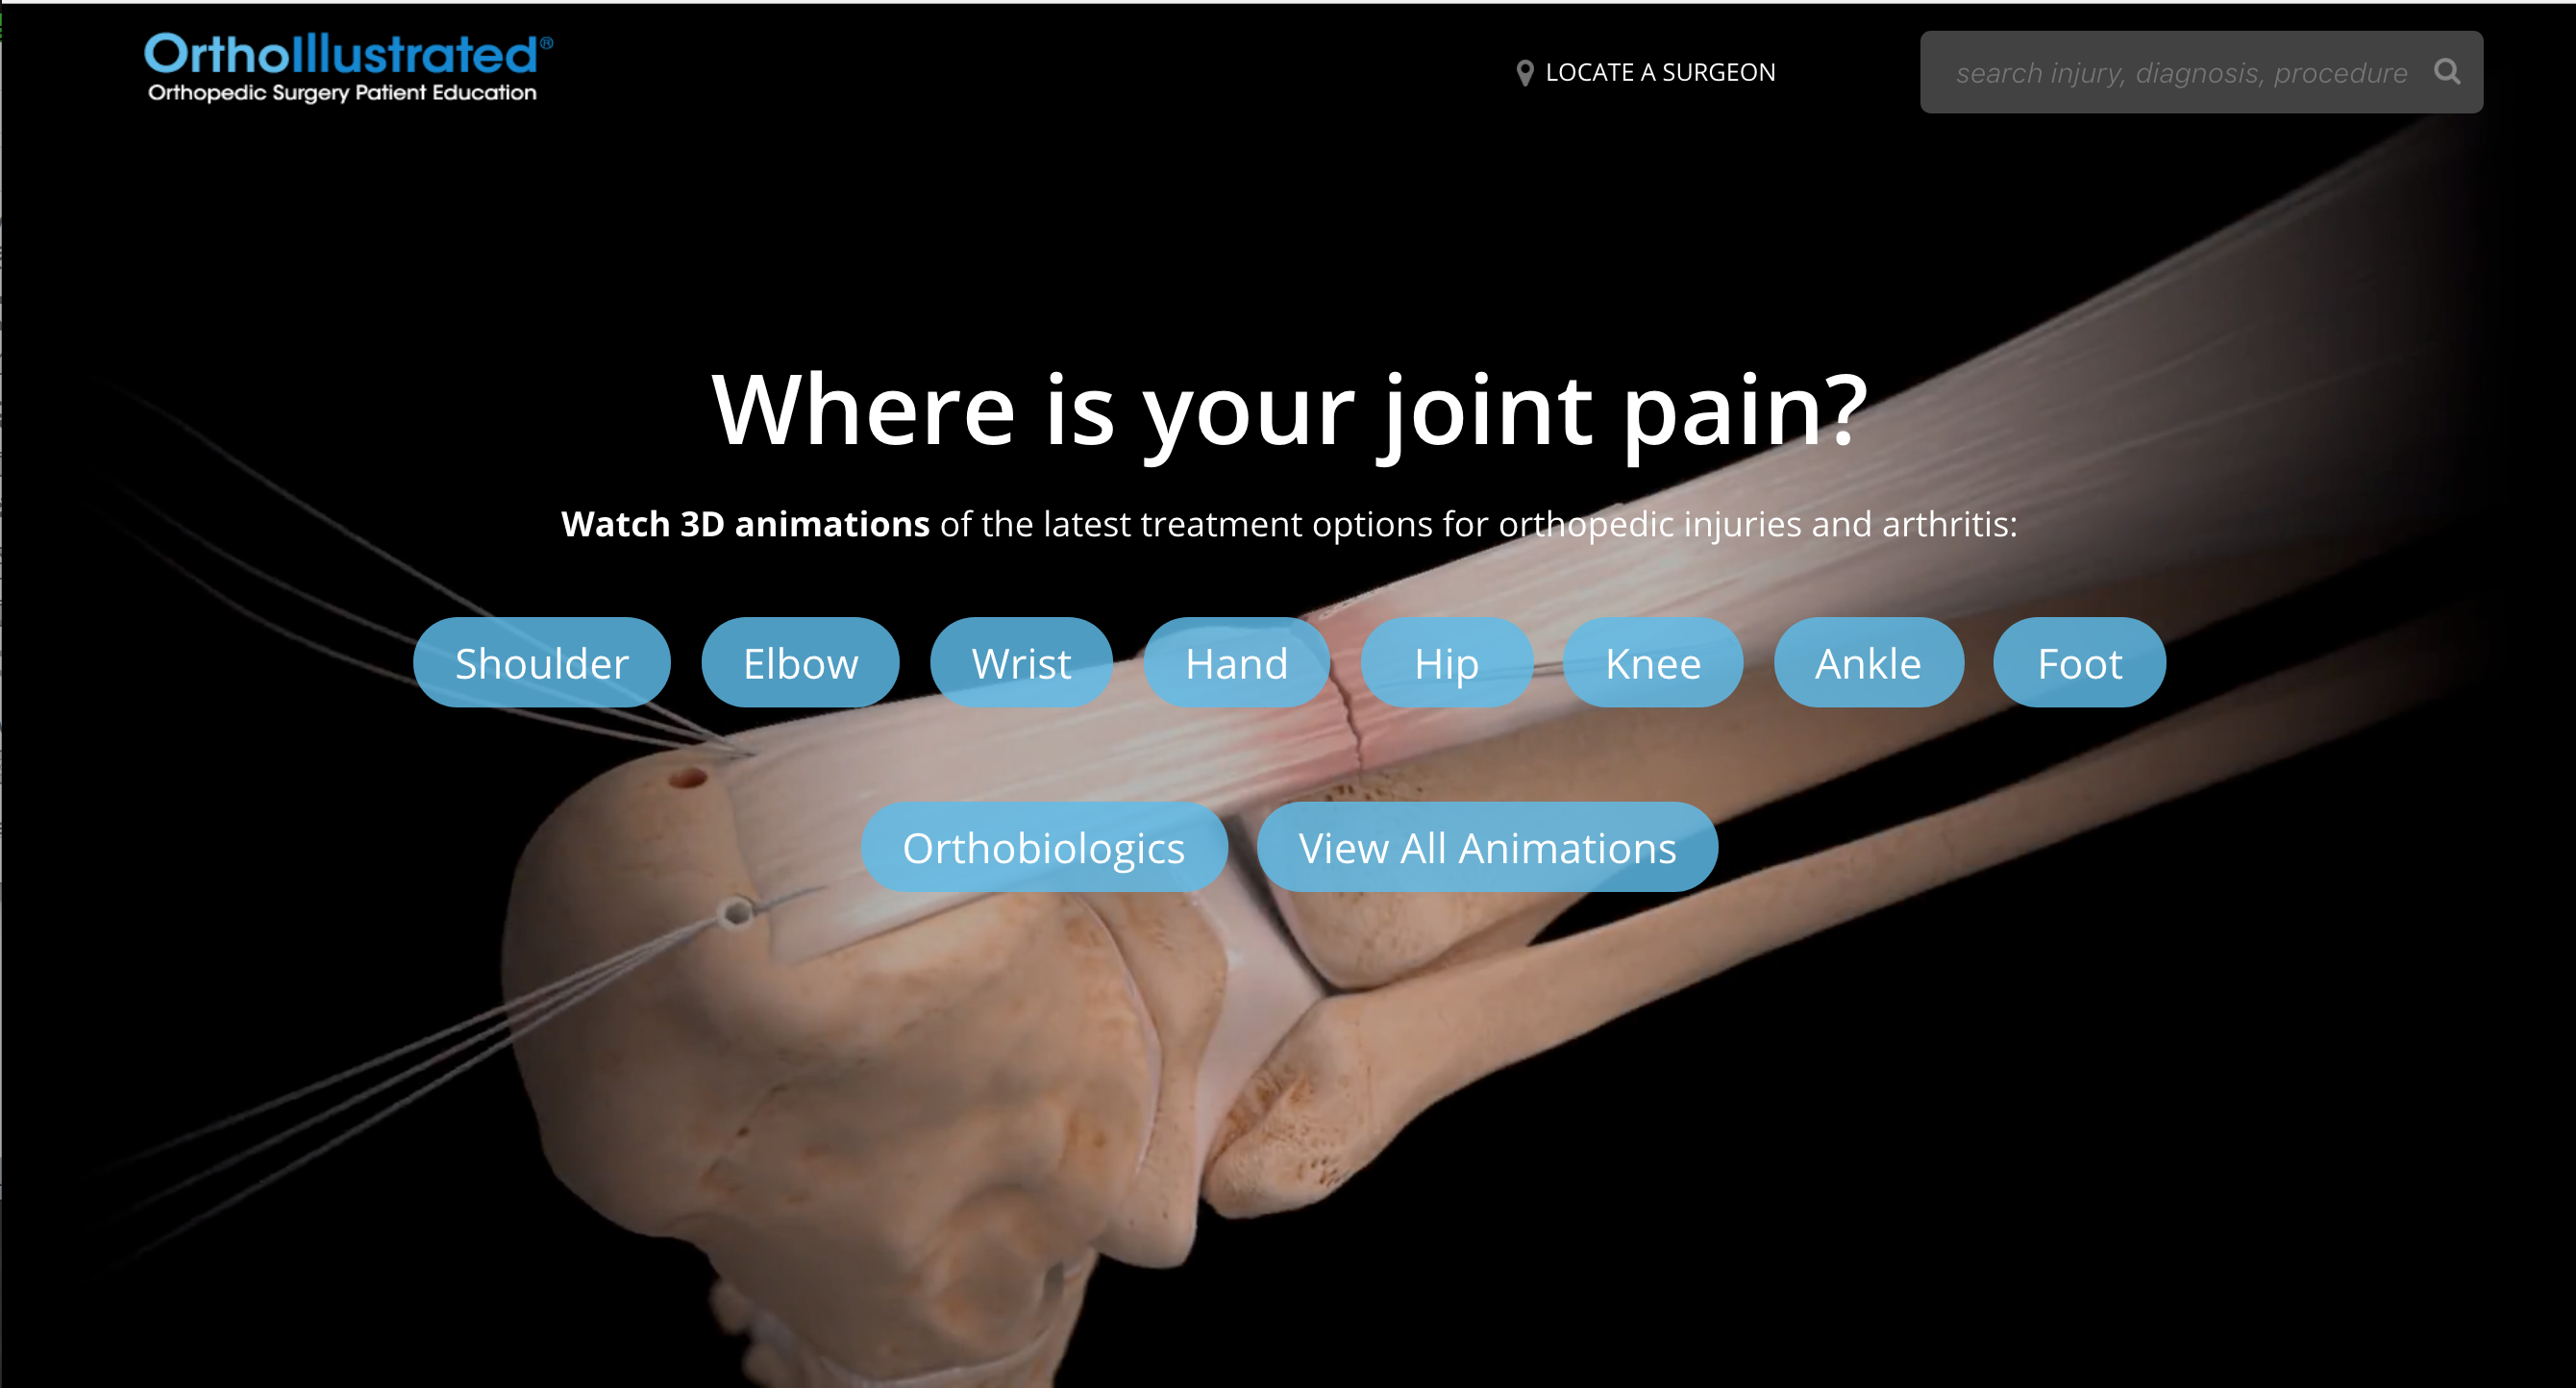 OrthoIllustrated®
Orthopedic Surgery Patient Education
LOCATE A SURGEON
search injury, diagnosis, procedure
Where is your joint pain?
Watch 3D animations of the latest treatment options for orthopedic injuries and arthritis:
Shoulder Elbow Wrist Hand Hip Knee Ankle Foot
Orthobiologics View All Animations